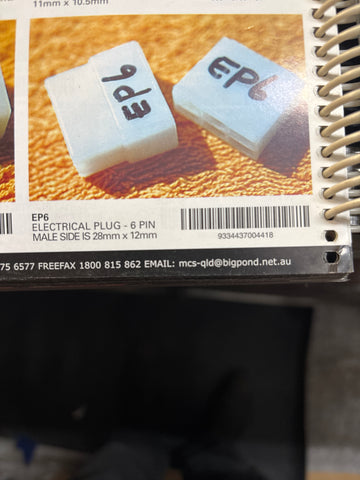 11mm x 10.5mm
EP6
EP6
EP6
ELECTRICAL PLUG - 6 PIN
MALE SIDE IS 28mm x 12mm
9334437004418
75 6577 FREEFAX 1800 815 862 EMAIL: mcs-qld@bigpond.net.au